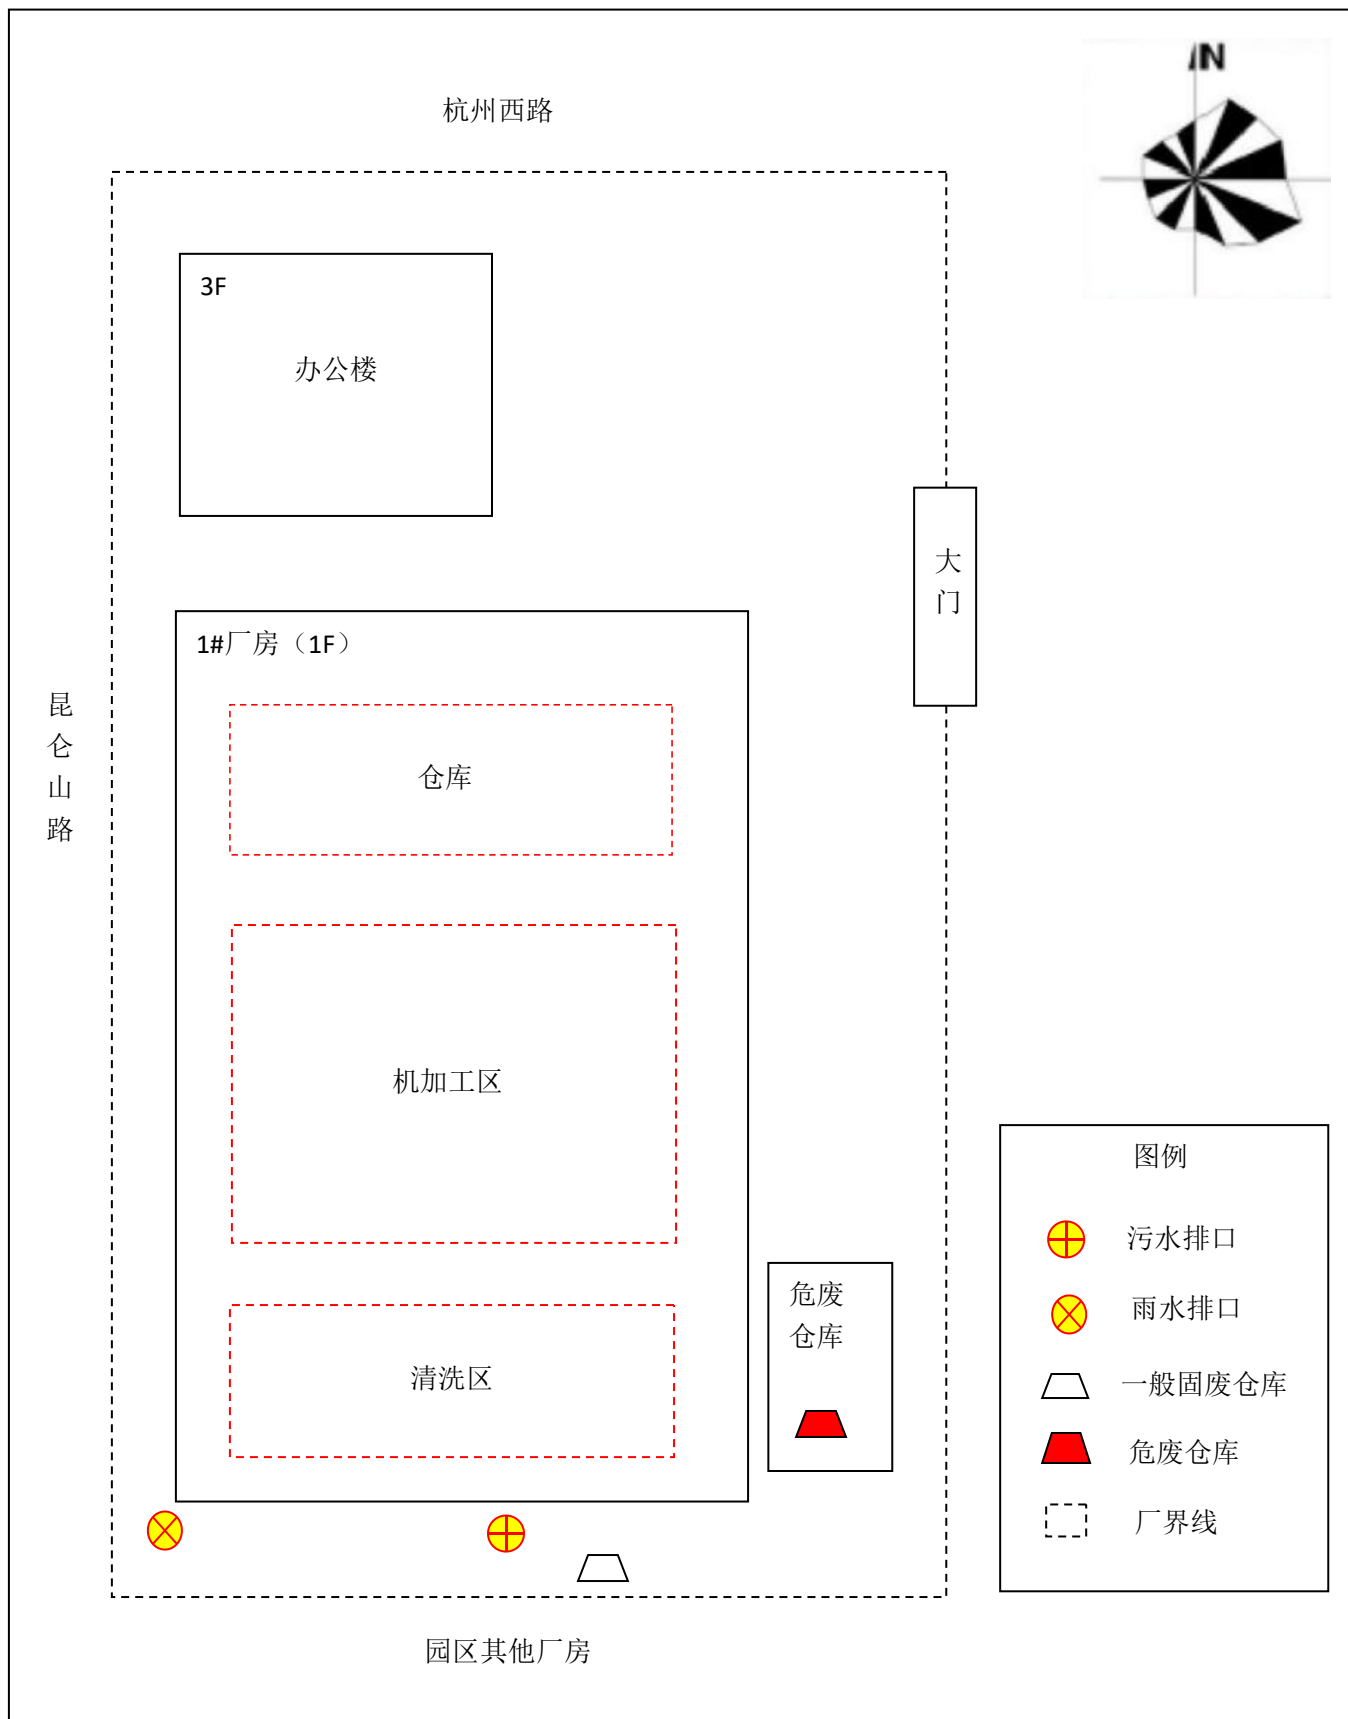 N
杭州西路
3F
办公楼
大
门
1#厂房（1F）
昆
仑
山
路
仓库
机加工区
清洗区
危废
仓库
图例
污水排口
雨水排口
一般固废仓库
危废仓库
厂界线
园区其他厂房